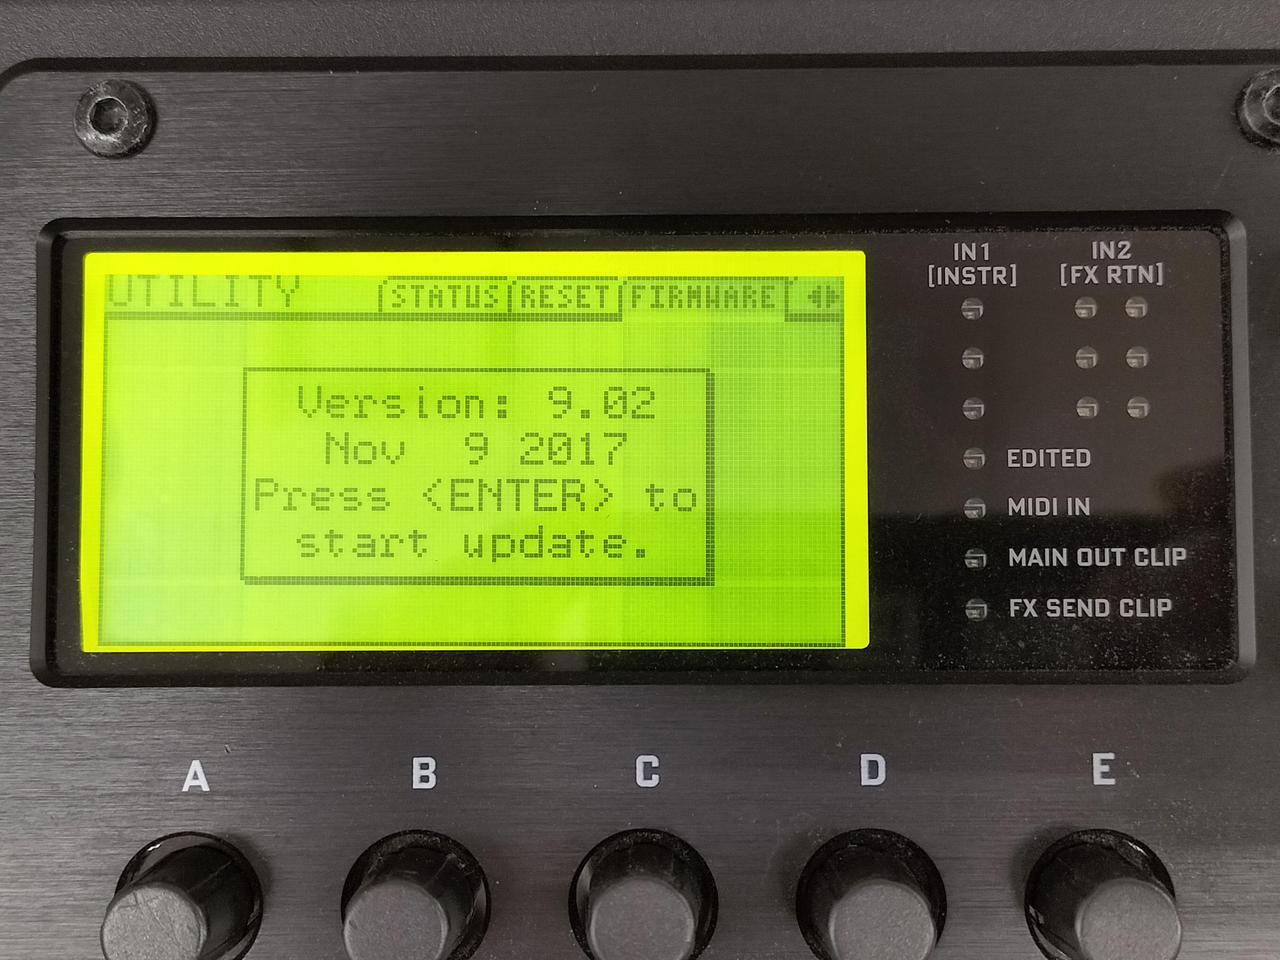 UTILITY STATUS RESET FIRMWARE
Version: 9.02
Nov 9 2017
Press <ENTER> to
start update.
IN1
[INSTR]
IN2
[FX RTN]
EDITED
MIDI IN
MAIN OUT CLIP
FX SEND CLIP
A B C D E